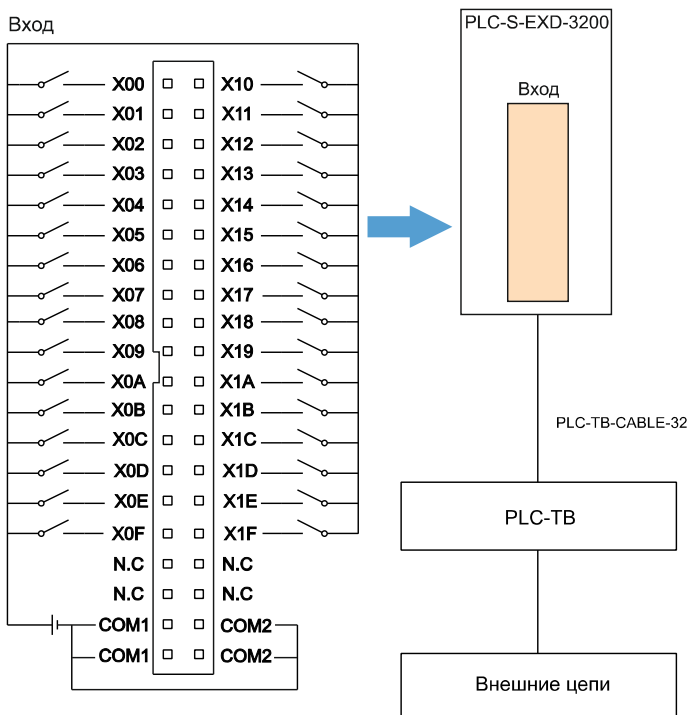 Вход
X00 X10
X01 X11
X02 X12
X03 X13
X04 X14
X05 X15
X06 X16
X07 X17
X08 X18
X09 X19
X0A X1A
X0B X1B
X0C X1C
X0D X1D
X0E X1E
X0F X1F
N.C N.C
N.C N.C
COM1 COM2
COM1 COM2
PLC-S-EXD-3200
Вход
PLC-TB-CABLE-32
PLC-TB
Внешние цепи